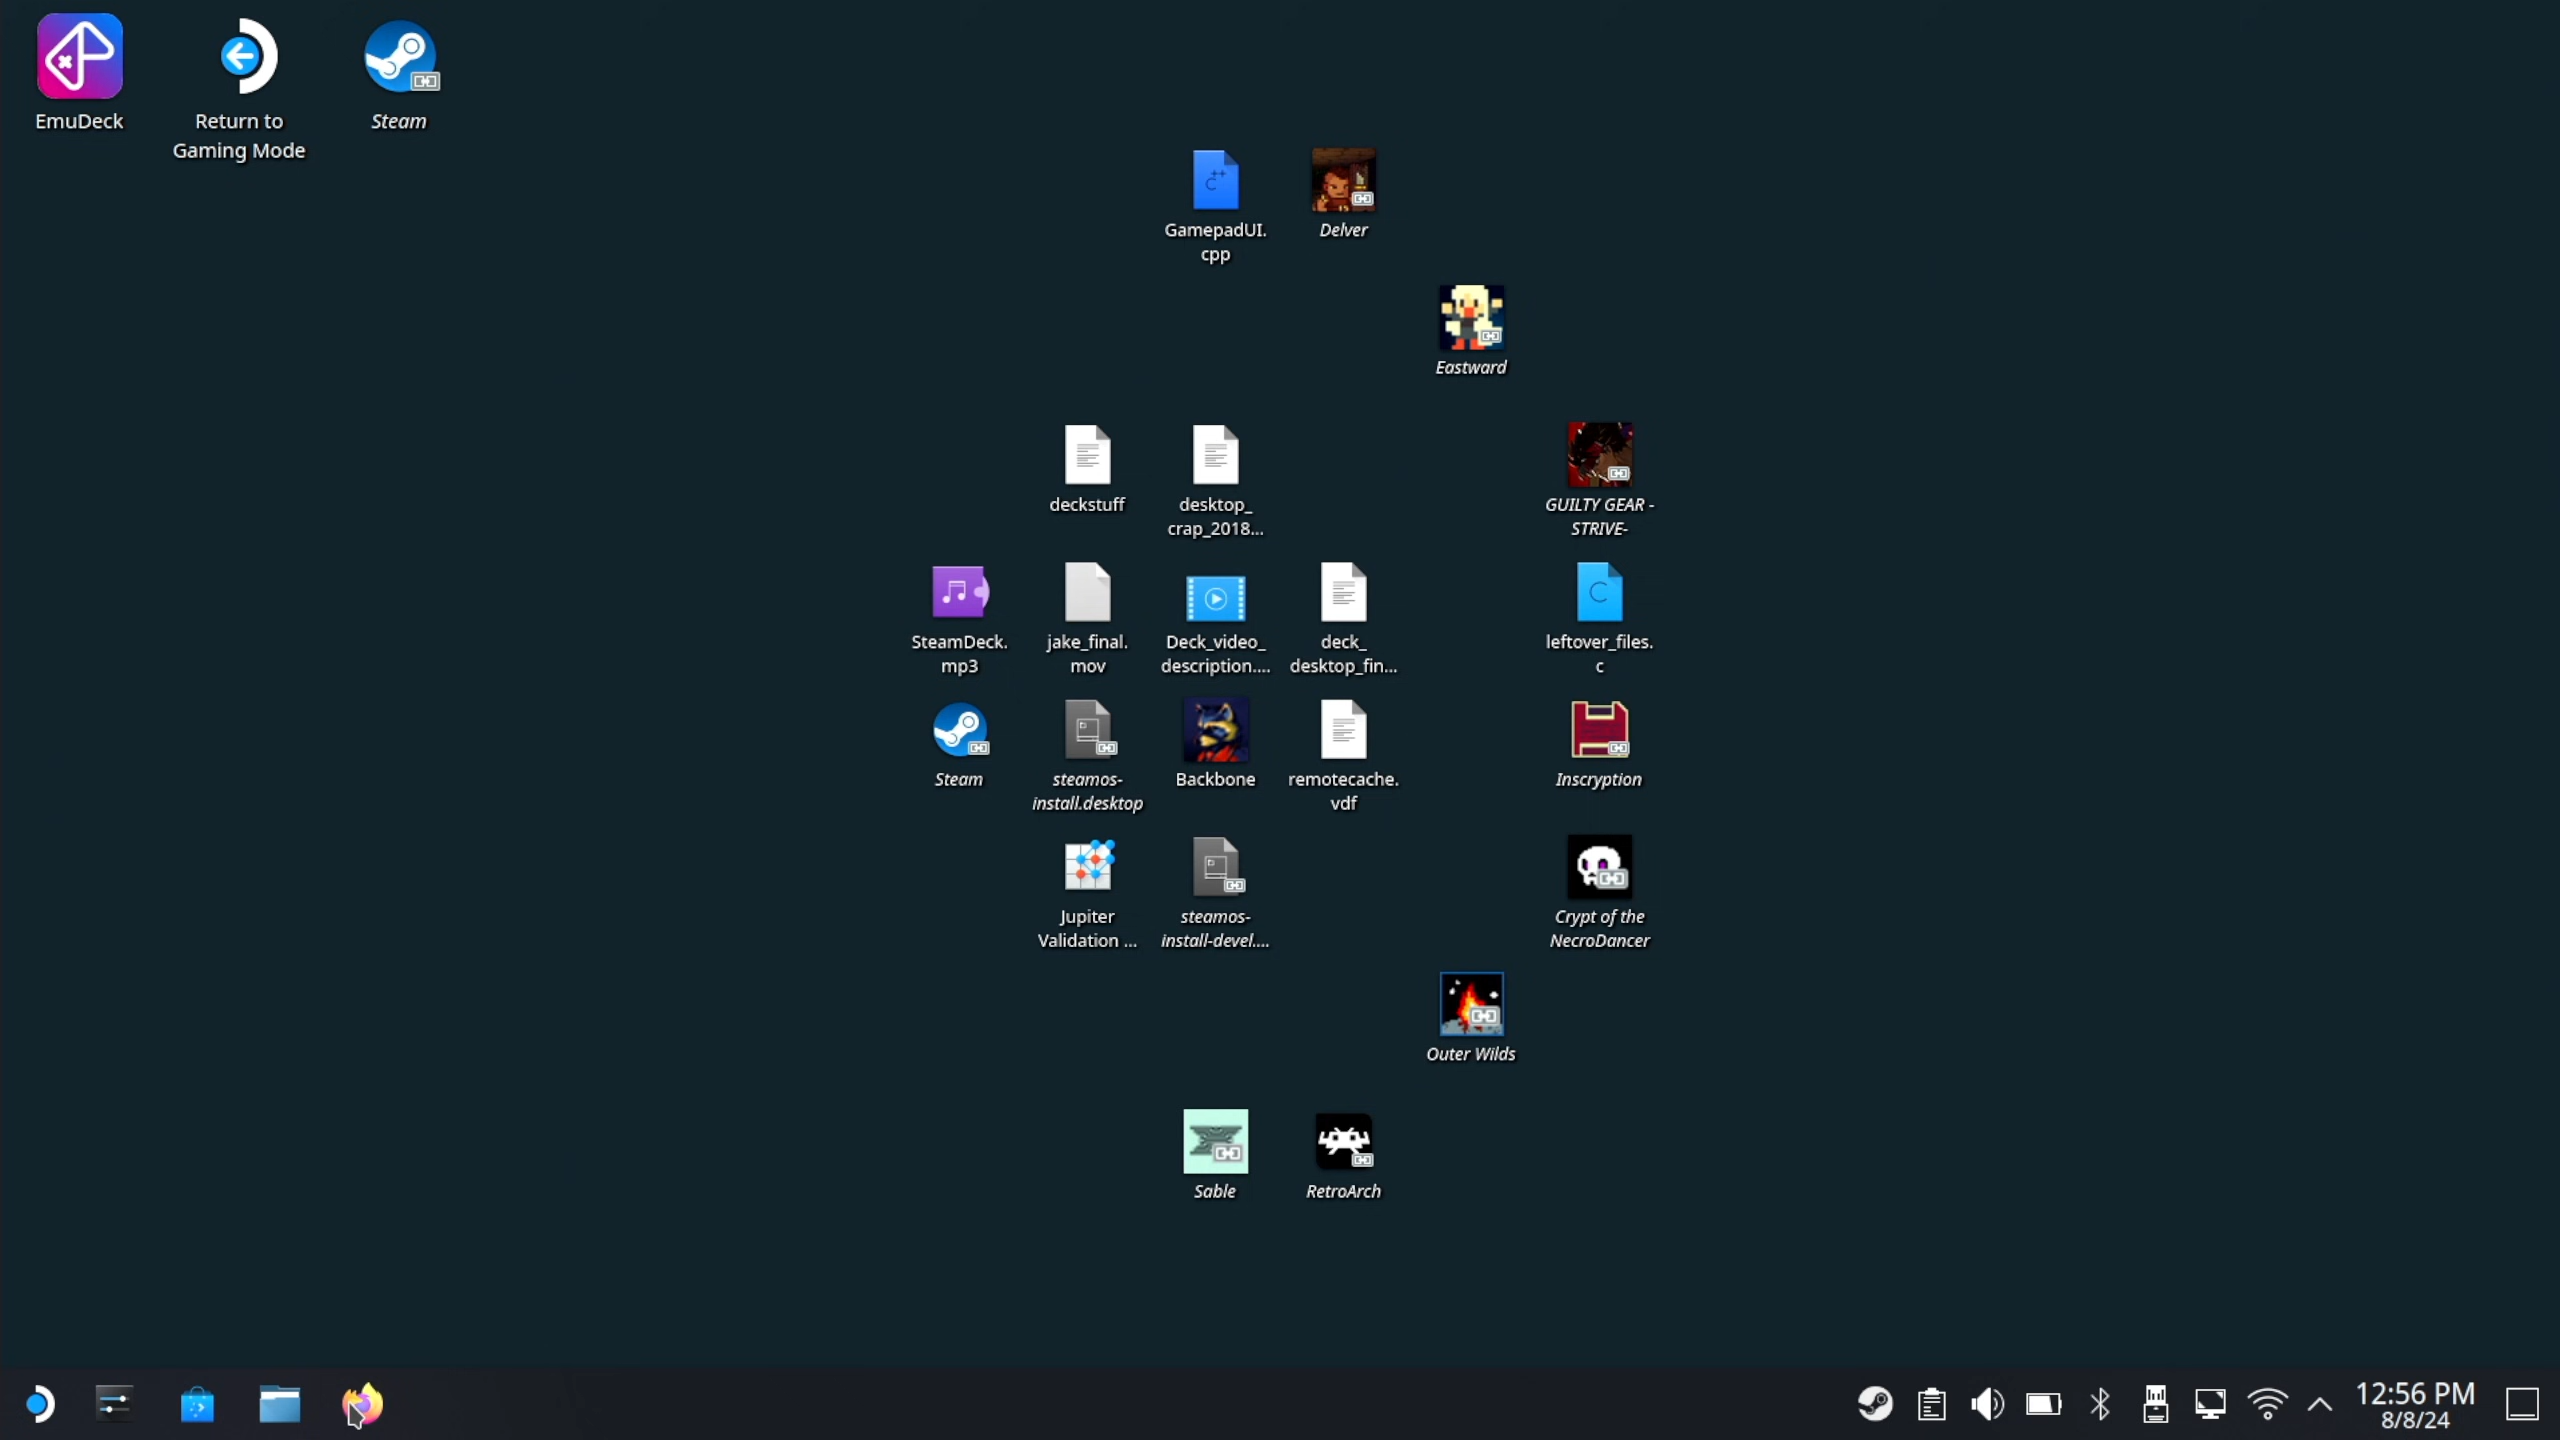 EmuDeck
Return to
Gaming Mode
Steam
GamepadUI.
cpp
Delver
Eastward
deckstuff
desktop_
crap_2018...
GUILTY GEAR -
STRIVE-
SteamDeck.
mp3
jake_final.
mov
Deck_video_
description....
deck_
desktop_fin...
leftover_files.
c
Steam
steamos-
install.desktop
Backbone
remotecache.
vdf
Inscryption
Jupiter
Validation ...
steamos-
install-devel....
Crypt of the
NecroDancer
Outer Wilds
Sable
RetroArch
12:56 PM
8/8/24